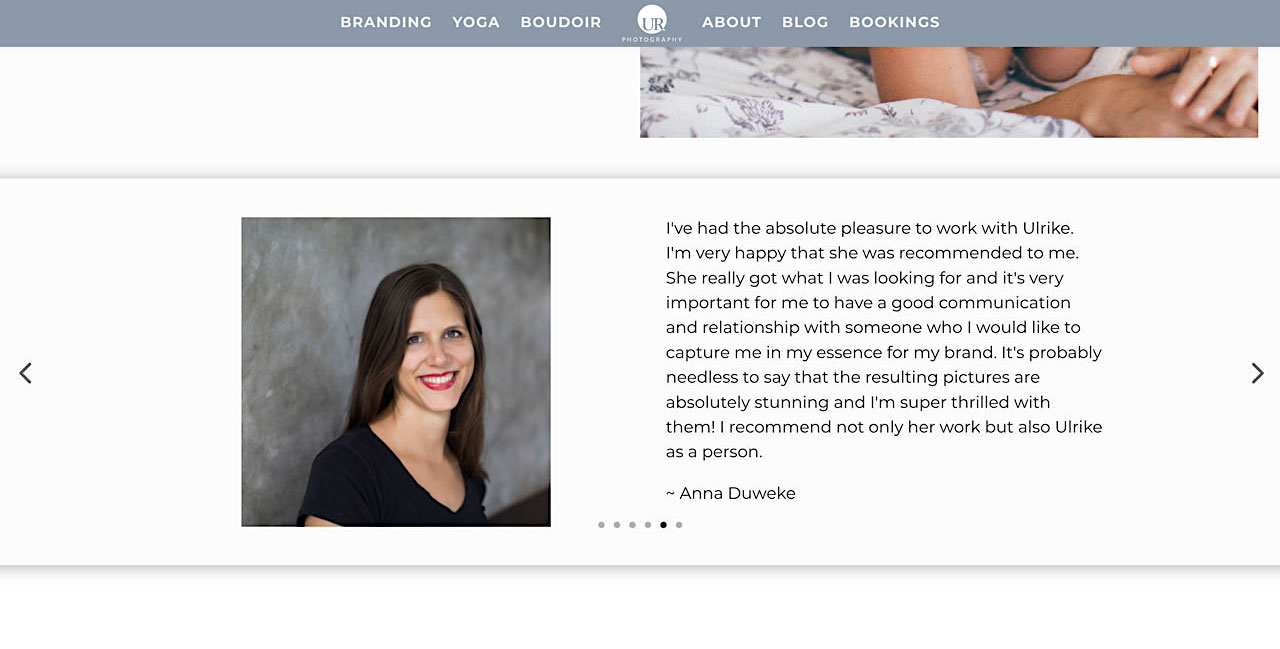 BRANDING YOGA BOUDOIR UR ABOUT BLOG BOOKINGS
PHOTOGRAPHY
I've had the absolute pleasure to work with Ulrike.
I'm very happy that she was recommended to me.
She really got what I was looking for and it's very
important for me to have a good communication
and relationship with someone who I would like to
capture me in my essence for my brand. It's probably
needless to say that the resulting pictures are
absolutely stunning and I'm super thrilled with
them! I recommend not only her work but also Ulrike
as a person.
~ Anna Duweke